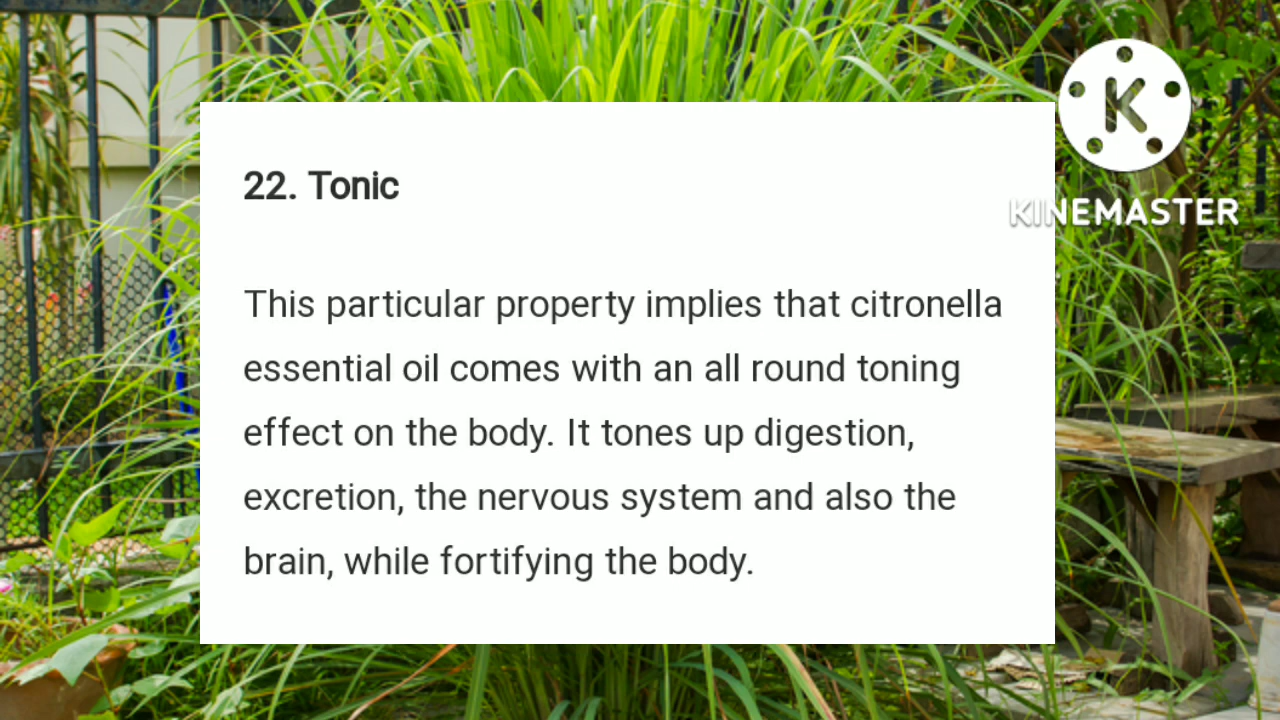 22. Tonic
This particular property implies that citronella
essential oil comes with an all round toning
effect on the body. It tones up digestion,
excretion, the nervous system and also the
brain, while fortifying the body.
K
KINEMASTER